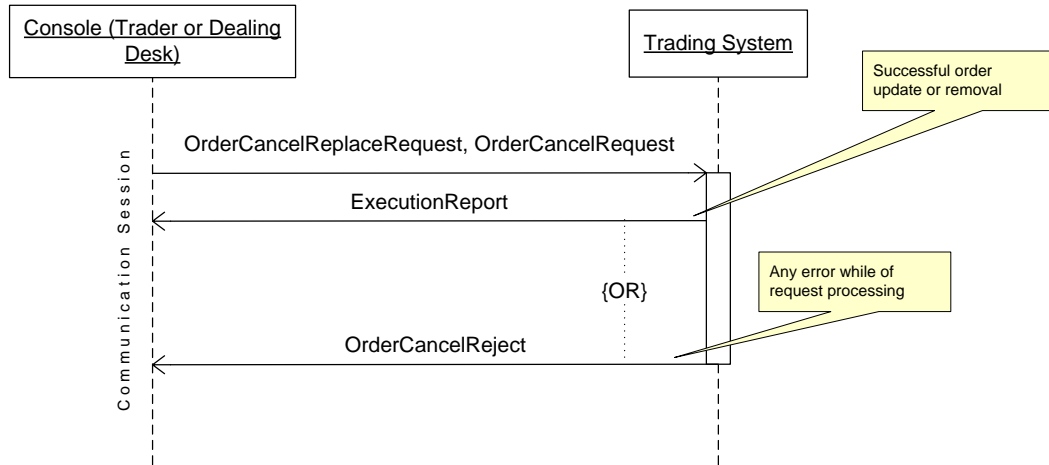 Console (Trader or Dealing
Desk)
Trading System
Successful order
update or removal
OrderCancelReplaceRequest, OrderCancelRequest
ExecutionReport
Any error while of
request processing
{OR}
OrderCancelReject
Communication Session